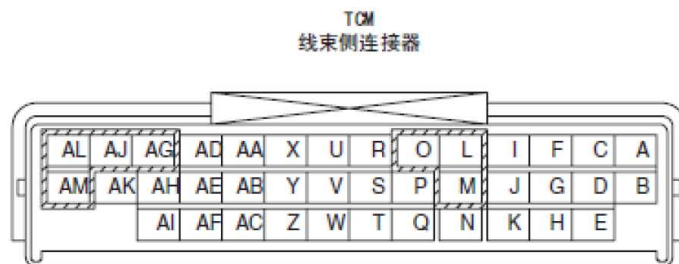 TCM
线束侧连接器
AL AJ AG AD AA X U R O L I F C A
AM AK AH AE AB Y V S P M J G D B
AI AF AC Z W T Q N K H E